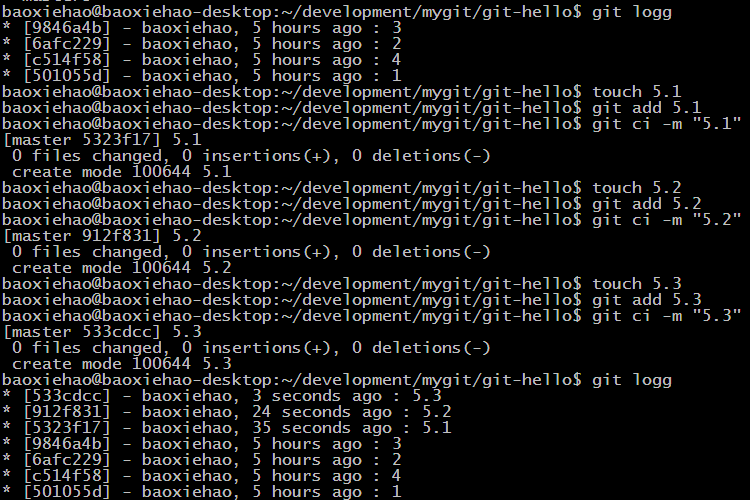 baoxiehao@baoxiehao-desktop:~/development/mygit/git-hello$ git logg
* [9846a4b] - baoxiehao, 5 hours ago : 3
* [6afc229] - baoxiehao, 5 hours ago : 2
* [c514f58] - baoxiehao, 5 hours ago : 4
* [501055d] - baoxiehao, 5 hours ago : 1
baoxiehao@baoxiehao-desktop:~/development/mygit/git-hello$ touch 5.1
baoxiehao@baoxiehao-desktop:~/development/mygit/git-hello$ git add 5.1
baoxiehao@baoxiehao-desktop:~/development/mygit/git-hello$ git ci -m "5.1"
[master 5323f17] 5.1
 0 files changed, 0 insertions(+), 0 deletions(-)
 create mode 100644 5.1
baoxiehao@baoxiehao-desktop:~/development/mygit/git-hello$ touch 5.2
baoxiehao@baoxiehao-desktop:~/development/mygit/git-hello$ git add 5.2
baoxiehao@baoxiehao-desktop:~/development/mygit/git-hello$ git ci -m "5.2"
[master 912f831] 5.2
 0 files changed, 0 insertions(+), 0 deletions(-)
 create mode 100644 5.2
baoxiehao@baoxiehao-desktop:~/development/mygit/git-hello$ touch 5.3
baoxiehao@baoxiehao-desktop:~/development/mygit/git-hello$ git add 5.3
baoxiehao@baoxiehao-desktop:~/development/mygit/git-hello$ git ci -m "5.3"
[master 533cdcc] 5.3
 0 files changed, 0 insertions(+), 0 deletions(-)
 create mode 100644 5.3
baoxiehao@baoxiehao-desktop:~/development/mygit/git-hello$ git logg
* [533cdcc] - baoxiehao, 3 seconds ago : 5.3
* [912f831] - baoxiehao, 24 seconds ago : 5.2
* [5323f17] - baoxiehao, 35 seconds ago : 5.1
* [9846a4b] - baoxiehao, 5 hours ago : 3
* [6afc229] - baoxiehao, 5 hours ago : 2
* [c514f58] - baoxiehao, 5 hours ago : 4
* [501055d] - baoxiehao, 5 hours ago : 1